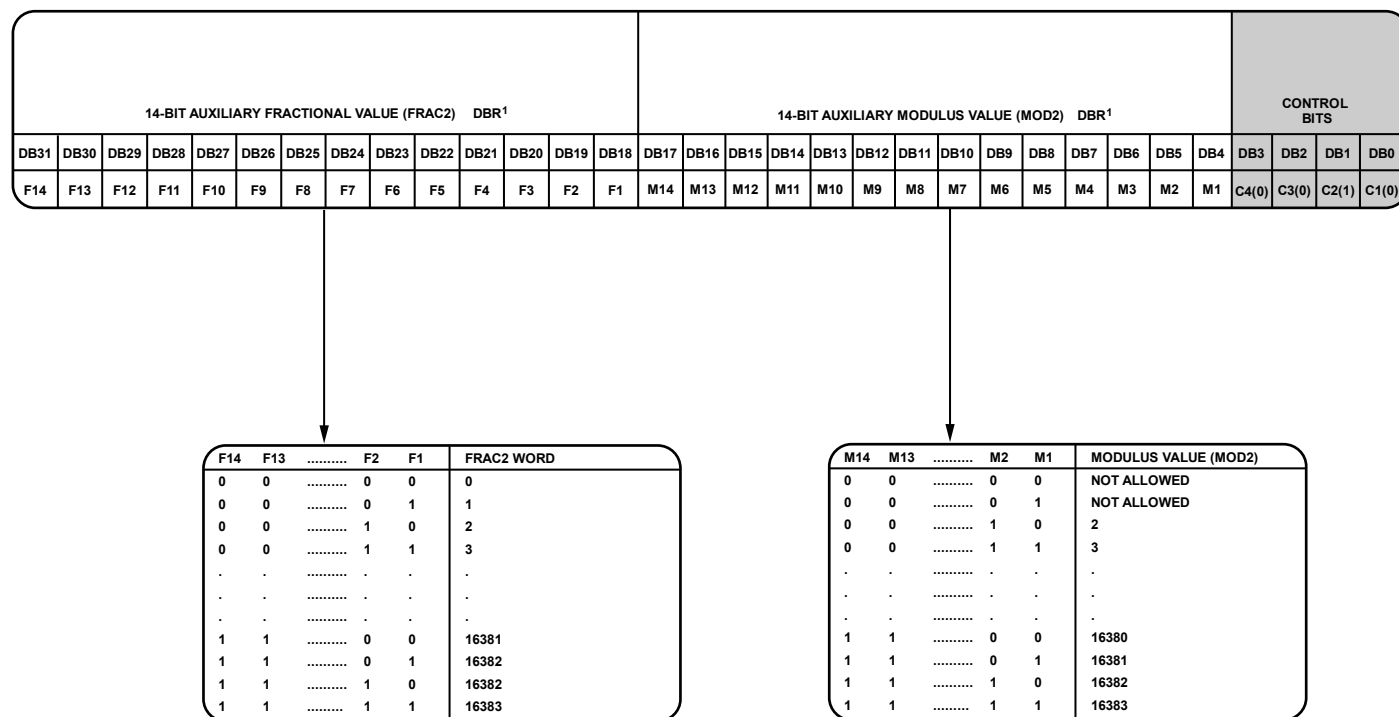 14-BIT AUXILIARY FRACTIONAL VALUE (FRAC2) DBR1 14-BIT AUXILIARY MODULUS VALUE (MOD2) DBR1 CONTROL
BITS
DB31 DB30 DB29 DB28 DB27 DB26 DB25 DB24 DB23 DB22 DB21 DB20 DB19 DB18 DB17 DB16 DB15 DB14 DB13 DB12 DB11 DB10 DB9 DB8 DB7 DB6 DB5 DB4 DB3 DB2 DB1 DB0
F14 F13 F12 F11 F10 F9 F8 F7 F6 F5 F4 F3 F2 F1 M14 M13 M12 M11 M10 M9 M8 M7 M6 M5 M4 M3 M2 M1 C4(0) C3(0) C2(1) C1(0)
F14 F13 .......... F2 F1 FRAC2 WORD
0 0 .......... 0 0 0
0 0 .......... 0 1 1
0 0 .......... 1 0 2
0 0 .......... 1 1 3
. . .......... . . .
. . .......... . . .
. . .......... . . .
1 1 .......... 0 0 16381
1 1 .......... 0 1 16382
1 1 .......... 1 0 16382
1 1 ......... 1 1 16383
M14 M13 .......... M2 M1 MODULUS VALUE (MOD2)
0 0 .......... 0 0 NOT ALLOWED
0 0 .......... 0 1 NOT ALLOWED
0 0 .......... 1 0 2
0 0 .......... 1 1 3
. . .......... . . .
. . .......... . . .
. . .......... . . .
1 1 .......... 0 0 16380
1 1 .......... 0 1 16381
1 1 .......... 1 0 16382
1 1 .......... 1 1 16383